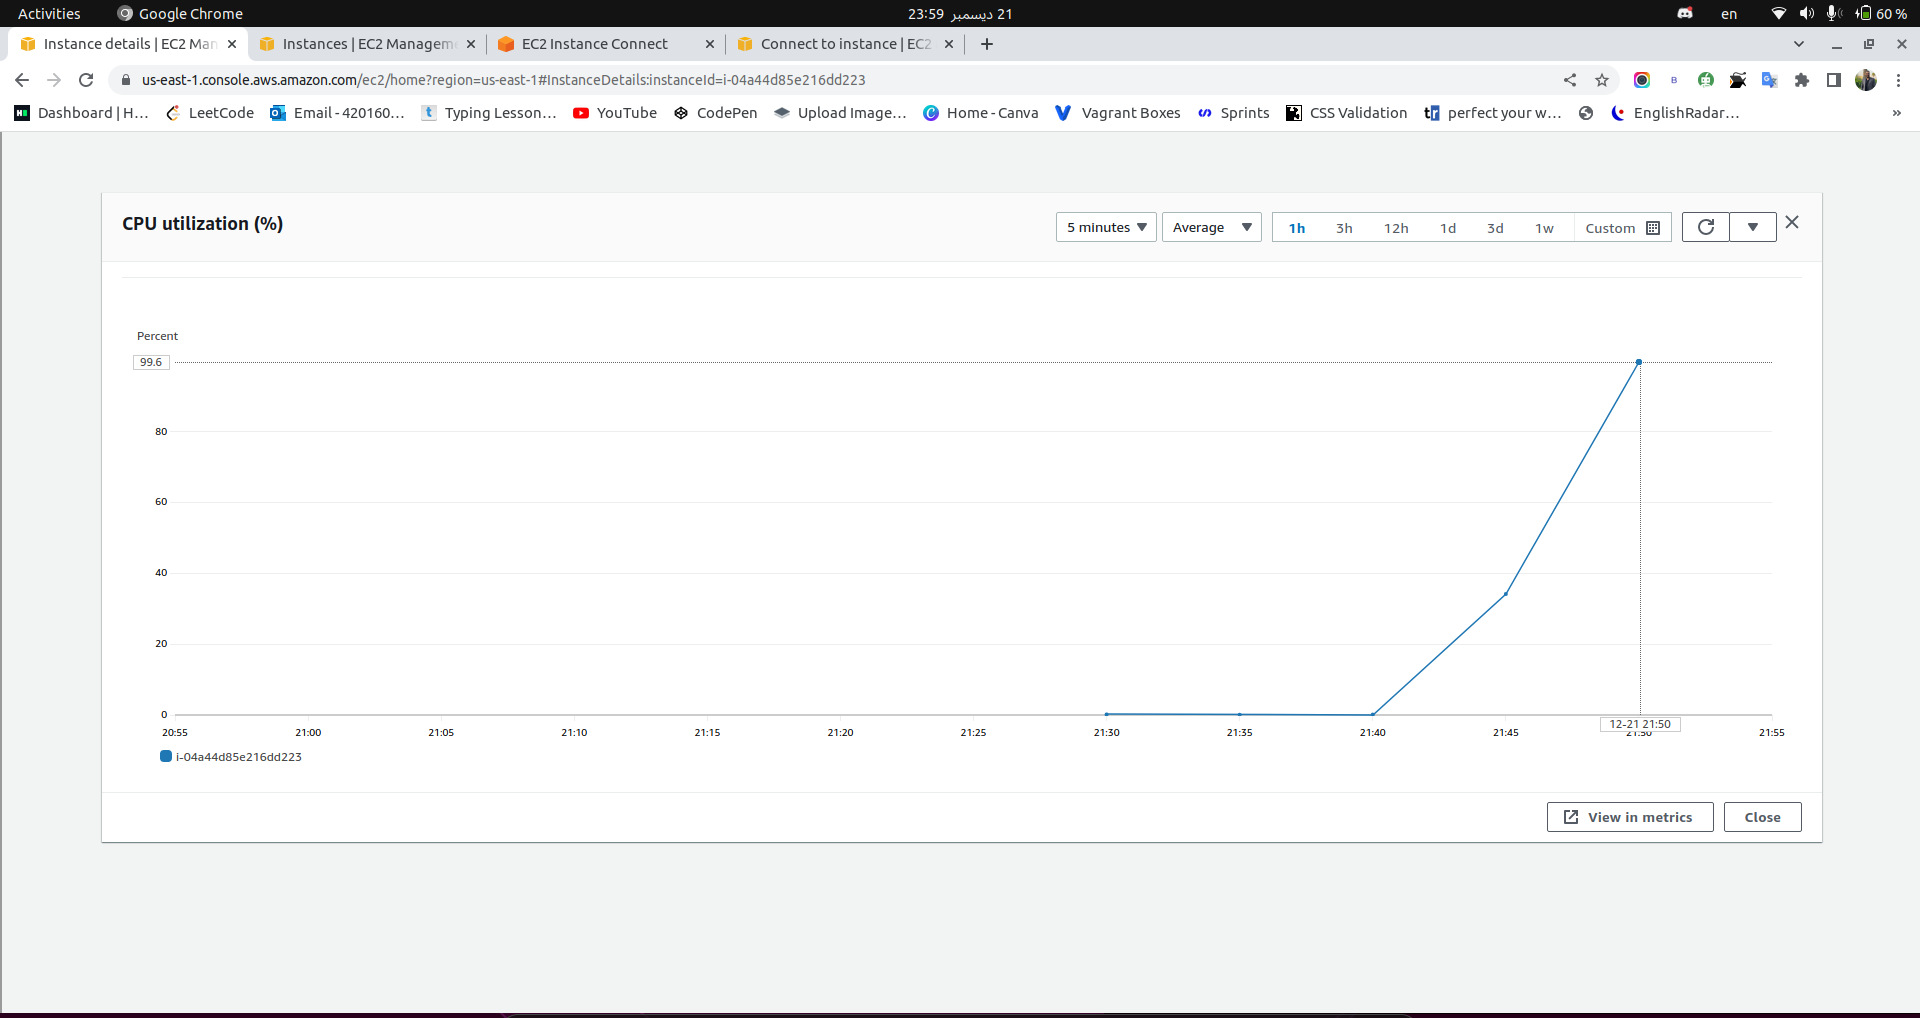 Activities
Google Chrome
21 ديسمبر 23:59
en
60 %
Instance details | EC2 Man
Instances | EC2 Managem
EC2 Instance Connect
Connect to instance | EC2
us-east-1.console.aws.amazon.com/ec2/home?region=us-east-1#InstanceDetails:instanceId=i-04a44d85e216dd223
Dashboard | H...
LeetCode
Email - 420160...
Typing Lesson...
YouTube
CodePen
Upload Image...
Home - Canva
Vagrant Boxes
Sprints
CSS Validation
perfect your w...
EnglishRadar...
»
CPU utilization (%)
5 minutes
Average
1h
3h
12h
1d
3d
1w
Custom
Percent
99.6
80
60
40
20
0
20:55
21:00
21:05
21:10
21:15
21:20
21:25
21:30
21:35
21:40
21:45
12-21 21:50
21:50
21:55
i-04a44d85e216dd223
View in metrics
Close